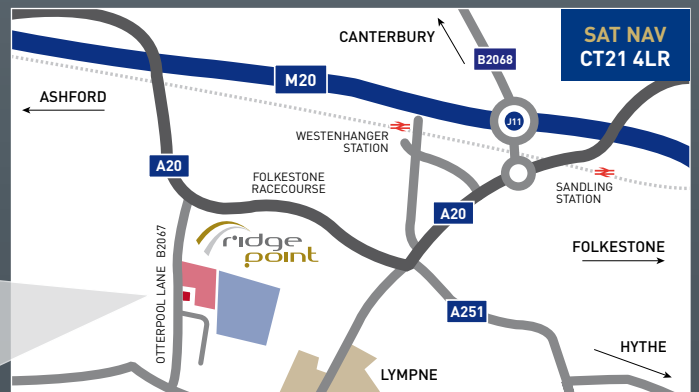 CANTERBURY
SAT NAV
CT21 4LR
B2068
M20
ASHFORD
J11
WESTENHANGER
STATION
A20
FOLKESTONE
RACECOURSE
SANDLING
STATION
A20
OTTERPOOL LANE B2067
ridge
point
FOLKESTONE
A251
HYTHE
LYMPNE